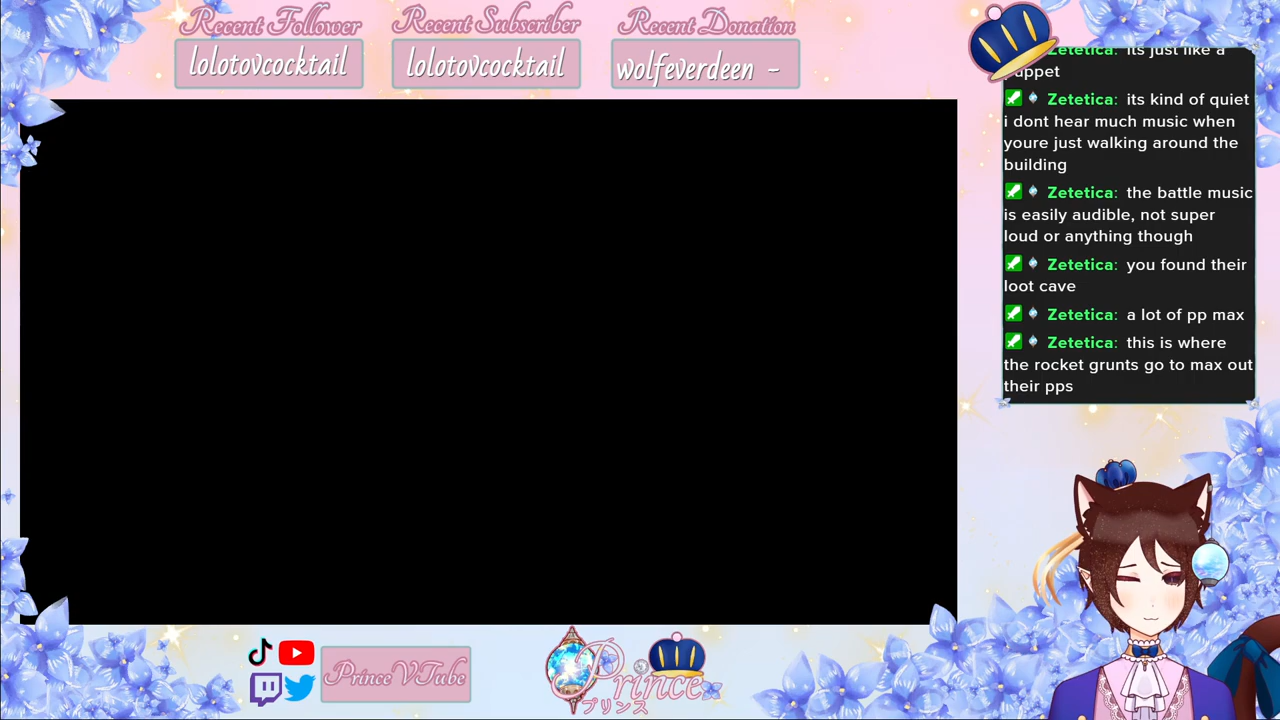 Recent Follower
Recent Subscriber
Recent Donation
lolotovcocktail
lolotovcocktail
wolfeverdeen -
Zetetica: its just like a
puppet
Zetetica: its kind of quiet
i dont hear much music when
youre just walking around the
building
Zetetica: the battle music
is easily audible, not super
loud or anything though
Zetetica: you found their
loot cave
Zetetica: a lot of pp max
Zetetica: this is where
the rocket grunts go to max out
their pps
PrinceVTube
Prince
プリンス